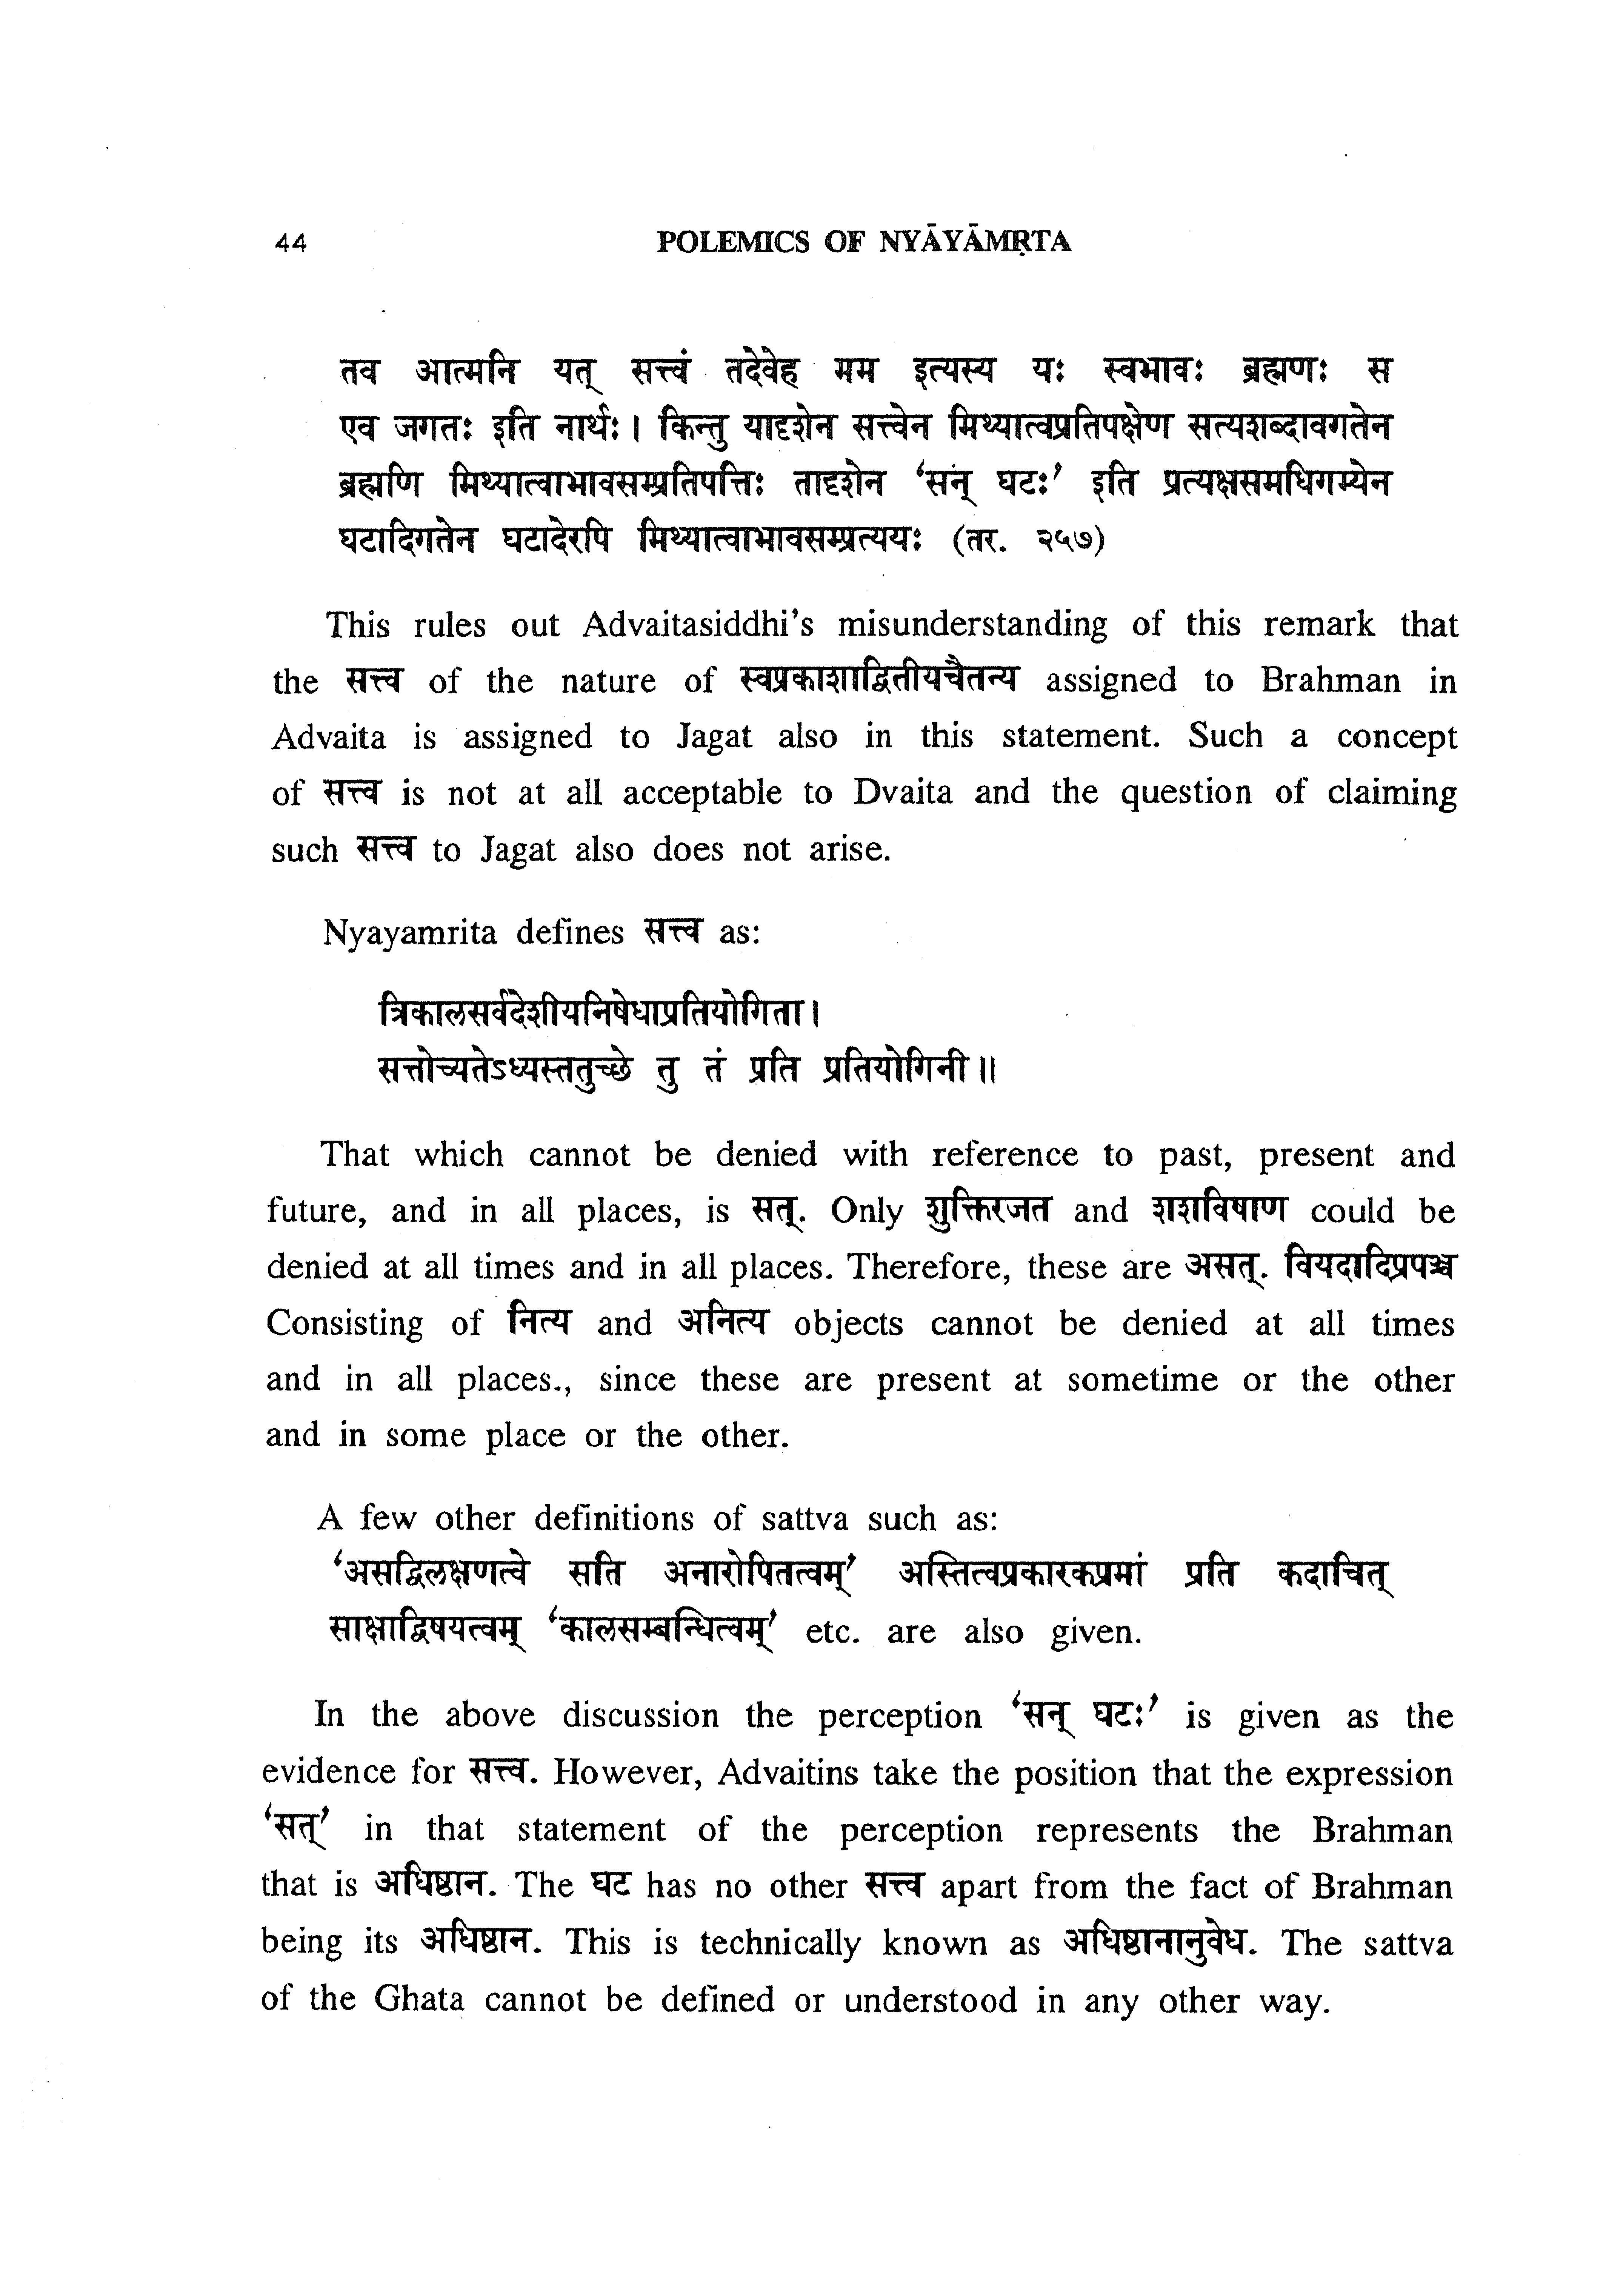 44 POLEMICS OF NYĀYĀMṚTA
तव आत्मनि यत् सत्त्वं तदेवेह मम इत्यस्य यः स्वभावः ब्रह्मणः स
एव जगतः इति नार्थः। किन्तु यादृशेन सत्त्वेन मिथ्यात्वप्रतिपक्षेण सत्यशब्दावगतेन
ब्रह्मणि मिथ्यात्वाभावसम्प्रतिपत्तिः तादृशेन ‘सन् घटः’ इति प्रत्यक्षसमधिगम्येन
घटादिगतेन घटादेरपि मिथ्यात्वाभावसम्प्रत्ययः (तर. २५७)
This rules out Advaitasiddhi’s misunderstanding of this remark that
the सत्त्व of the nature of स्वप्रकाशाद्वितीयचैतन्य assigned to Brahman in
Advaita is assigned to Jagat also in this statement. Such a concept
of सत्त्व is not at all acceptable to Dvaita and the question of claiming
such सत्त्व to Jagat also does not arise.
Nyayamrita defines सत्त्व as:
त्रिकालसर्वदेशीयनिषेधाप्रतियोगिता।
सत्तोच्यतेऽध्यस्ततुच्छे तु तं प्रति प्रतियोगिनी॥
That which cannot be denied with reference to past, present and
future, and in all places, is सत्. Only शुक्तिरजत and शशविषाण could be
denied at all times and in all places. Therefore, these are असत्. वियदादिप्रपञ्च
Consisting of नित्य and अनित्य objects cannot be denied at all times
and in all places., since these are present at sometime or the other
and in some place or the other.
A few other definitions of sattva such as:
‘असद्विलक्षणत्वे सति अनारोपितत्वम्’ अस्तित्वप्रकारकप्रमां प्रति कदाचित्
साक्षाद्विषयत्वम् ‘कालसम्बन्धित्वम्’ etc. are also given.
In the above discussion the perception ‘सन् घटः’ is given as the
evidence for सत्त्व. However, Advaitins take the position that the expression
‘सत्’ in that statement of the perception represents the Brahman
that is अधिष्ठान. The घट has no other सत्त्व apart from the fact of Brahman
being its अधिष्ठान. This is technically known as अधिष्ठानानुवेध. The sattva
of the Ghata cannot be defined or understood in any other way.